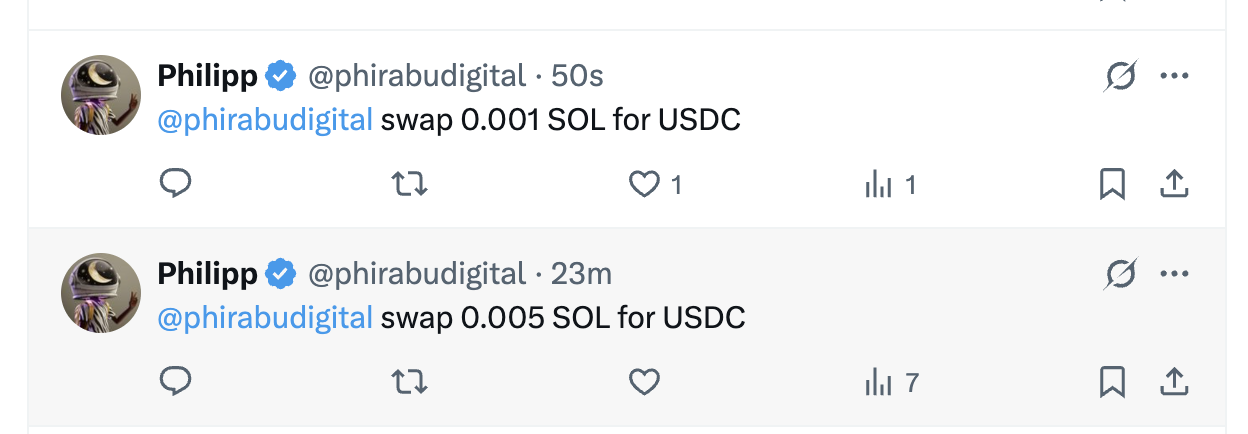 Philipp @phirabudigital · 50s
@phirabudigital swap 0.001 SOL for USDC
1 1
Philipp @phirabudigital · 23m
@phirabudigital swap 0.005 SOL for USDC
7